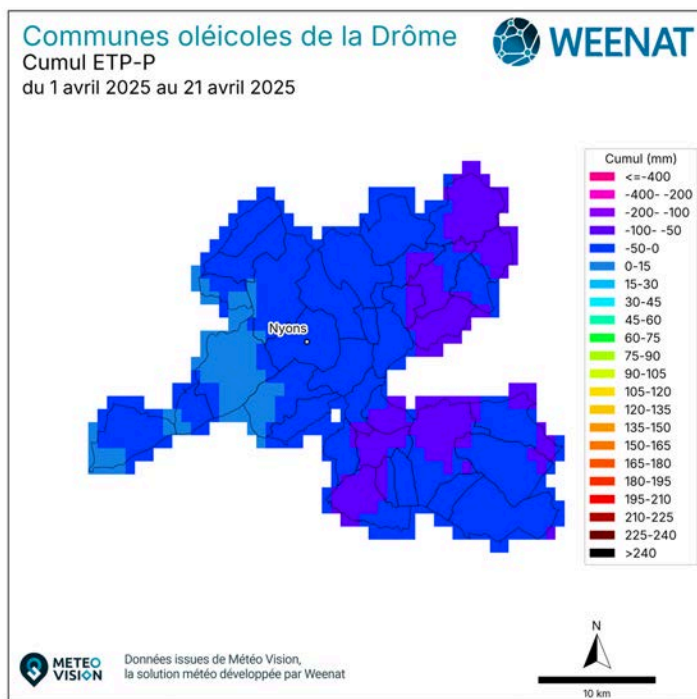 Communes oléicoles de la Drôme
WEENAT
Cumul ETP-P
du 1 avril 2025 au 21 avril 2025
Cumul (mm)
<=-400
-400- -200
-200- -100
-100- -50
-50-0
0-15
15-30
30-45
45-60
60-75
75-90
90-105
105-120
120-135
135-150
150-165
165-180
180-195
195-210
210-225
225-240
>240
Nyons
N
10 km
METEO
VISION
Données issues de Météo Vision,
la solution météo développée par Weenat